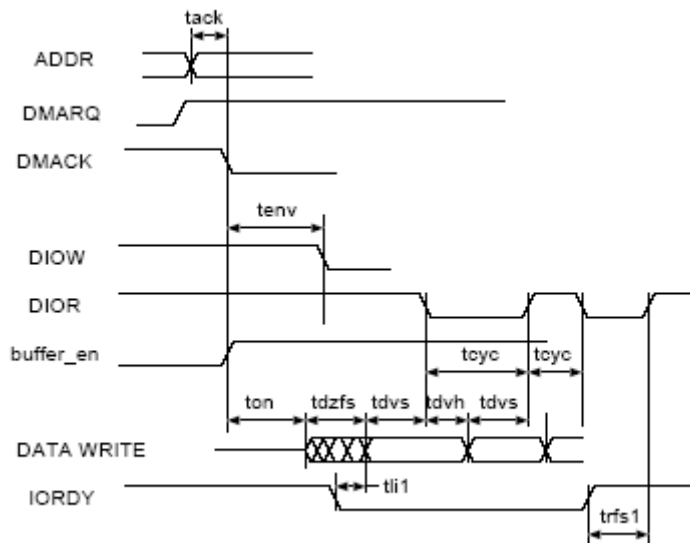 tack
ADDR
DMARQ
DMACK
tenv
DIOW
DIOR
buffer_en
tcyc tcyc
ton tdzfs tdvs tdvh tdvs
DATA WRITE
tli1
IORDY
trfs1